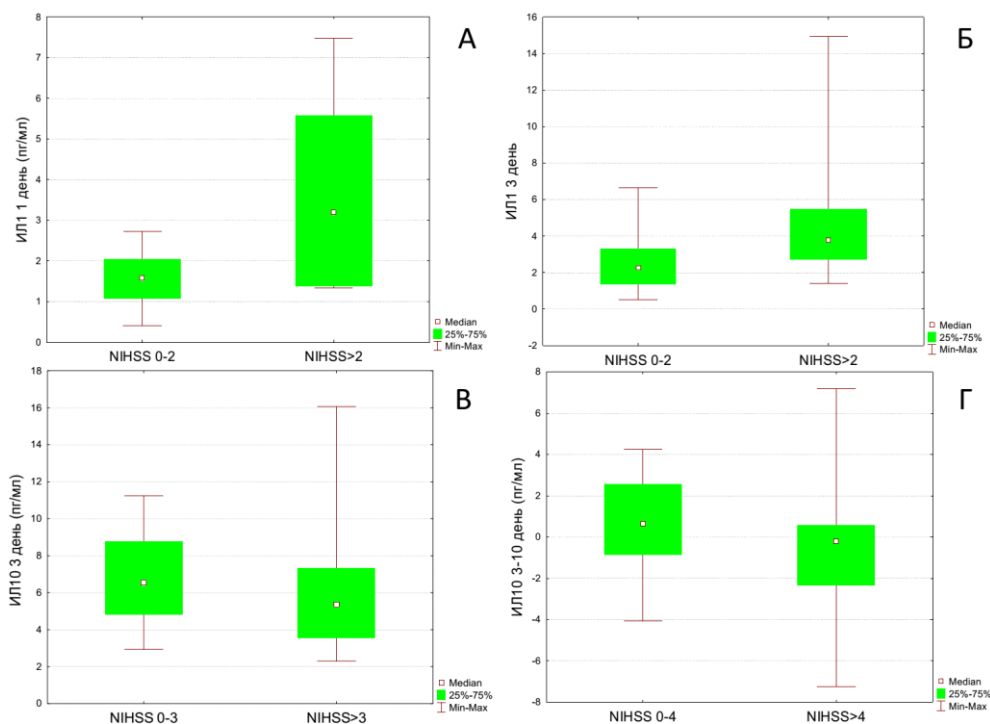 А
ИЛ1 1 день (пг/мл)
8
7
6
5
4
3
2
1
0
NIHSS 0-2
NIHSS>2
Median
25%-75%
Min-Max
Б
ИЛ1 3 день
16
14
12
10
8
6
4
2
0
-2
NIHSS 0-2
NIHSS>2
Median
25%-75%
Min-Max
В
ИЛ10 3 день (пг/мл)
18
16
14
12
10
8
6
4
2
0
NIHSS 0-3
NIHSS>3
Median
25%-75%
Min-Max
Г
ИЛ10 3-10 день (пг/мл)
8
6
4
2
0
-2
-4
-6
-8
NIHSS 0-4
NIHSS>4
Median
25%-75%
Min-Max